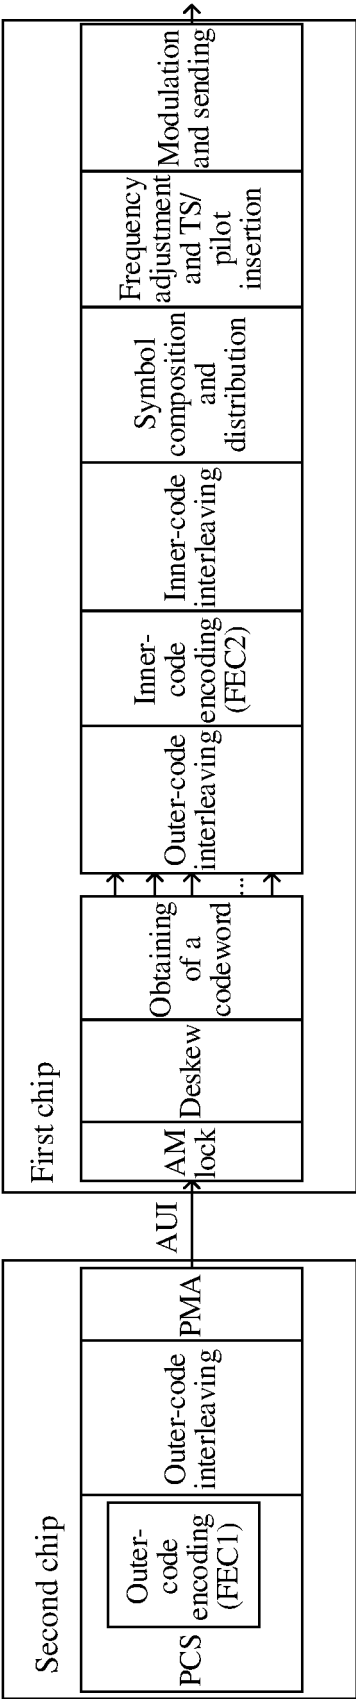 Second chip
PCS
Outer-
code
encoding
(FEC1)
Outer-code
interleaving
PMA
AUI
First chip
AM
lock
Deskew
Obtaining
of a
codeword
...
Outer-code
interleaving
Inner-
code
encoding
(FEC2)
Inner-code
interleaving
Symbol
composition
and
distribution
Frequency
adjustment
and TS/
pilot
insertion
Modulation
and sending